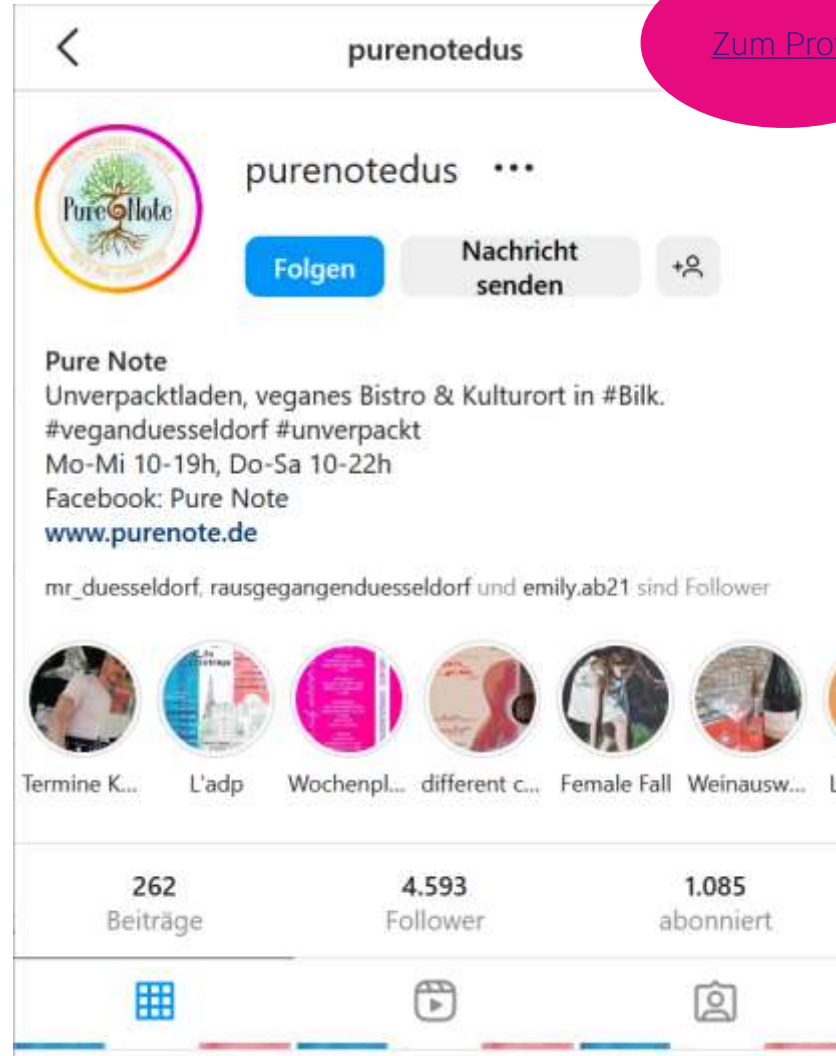 purenotedus
Zum Pro
purenotedus
Pure Note
Folgen
Nachricht
senden
Pure Note
Unverpacktladen, veganes Bistro & Kulturort in #Bilk.
#veganduesseldorf #unverpackt
Mo-Mi 10-19h, Do-Sa 10-22h
Facebook: Pure Note
www.purenote.de
mr_duesseldorf, rausgegangenduesseldorf und emily.ab21 sind Follower
Termine K... L'adp Wochenpl... different c... Female Fall Weinausw... L
262 4.593 1.085
Beiträge Follower abonniert